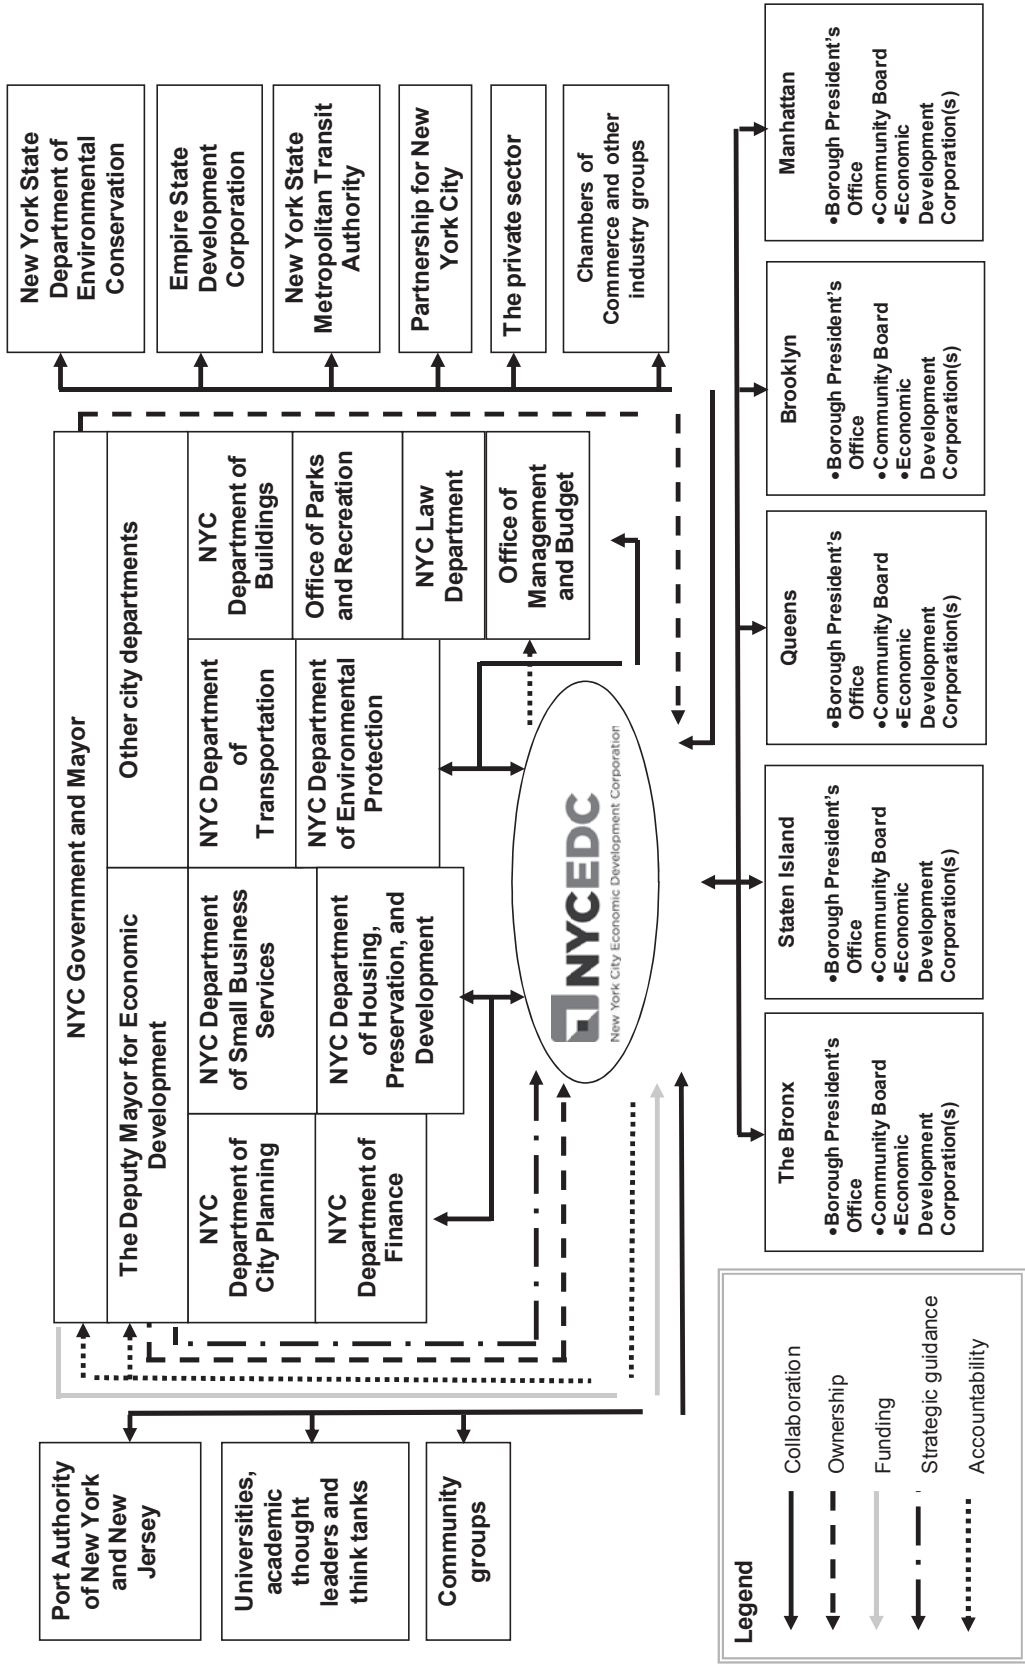 NYC Government and Mayor
The Deputy Mayor for Economic
Development
Other city departments
NYC
Department of
City Planning
NYC Department
of Small Business
Services
NYC Department
of
Transportation
NYC
Department of
Buildings
NYC
Department of
Finance
NYC Department
of Housing,
Preservation, and
Development
NYC Department
of Environmental
Protection
Office of Parks
and Recreation
NYC Law
Department
Office of
Management
and Budget
Port Authority
of New York
and New
Jersey
Universities,
academic
thought
leaders and
think tanks
Community
groups
New York State
Department of
Environmental
Conservation
Empire State
Development
Corporation
New York State
Metropolitan Transit
Authority
Partnership for New
York City
The private sector
Chambers of
Commerce and other
industry groups
NYCEDC
New York City Economic Development Corporation
Legend
Collaboration
Ownership
Funding
Strategic guidance
Accountability
The Bronx
•Borough President's
Office
•Community Board
•Economic
Development
Corporation(s)
Staten Island
•Borough President's
Office
•Community Board
•Economic
Development
Corporation(s)
Queens
•Borough President's
Office
•Community Board
•Economic
Development
Corporation(s)
Brooklyn
•Borough President's
Office
•Community Board
•Economic
Development
Corporation(s)
Manhattan
•Borough President's
Office
•Community Board
•Economic
Development
Corporation(s)